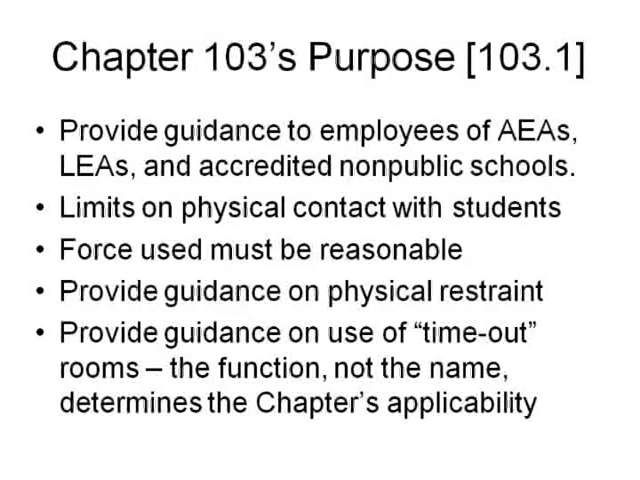 Chapter 103's Purpose [103.1]
• Provide guidance to employees of AEAs,
LEAs, and accredited nonpublic schools.
• Limits on physical contact with students
• Force used must be reasonable
• Provide guidance on physical restraint
• Provide guidance on use of “time-out”
rooms – the function, not the name,
determines the Chapter's applicability